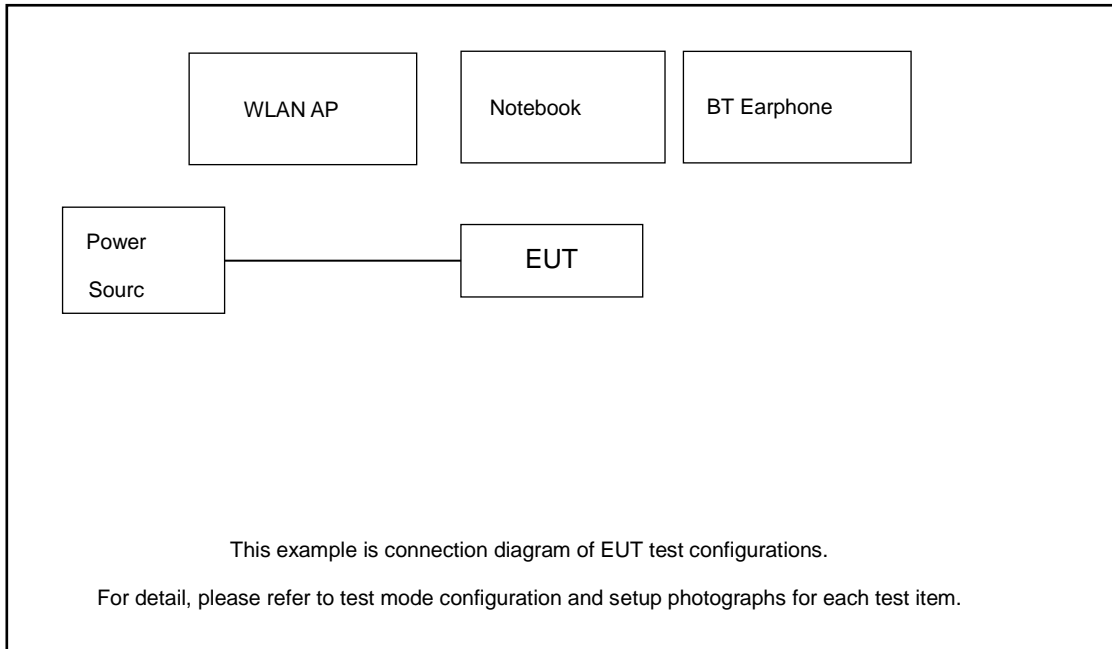 WLAN AP
Notebook
BT Earphone
Power
Sourc
EUT
This example is connection diagram of EUT test configurations.
For detail, please refer to test mode configuration and setup photographs for each test item.